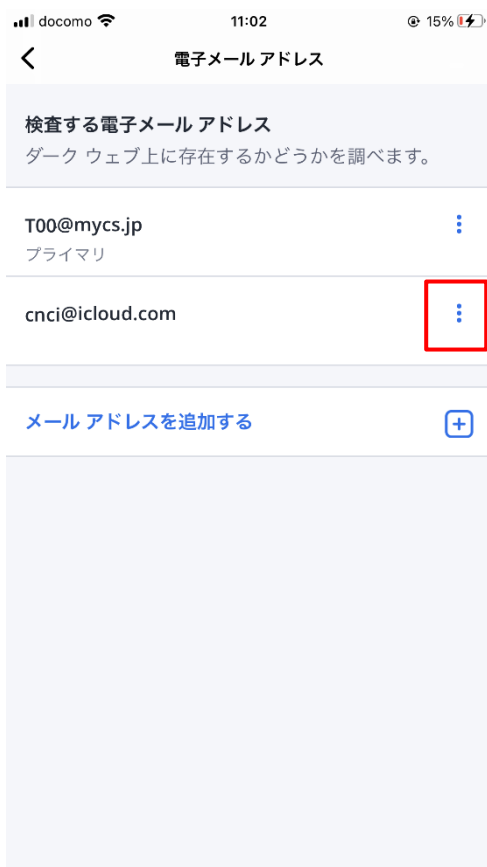 docomo 11:02 15%
電子メール アドレス
検査する電子メール アドレス
ダーク ウェブ上に存在するかどうかを調べます。
T00@mycs.jp
プライマリ
cnci@icloud.com
メール アドレスを追加する